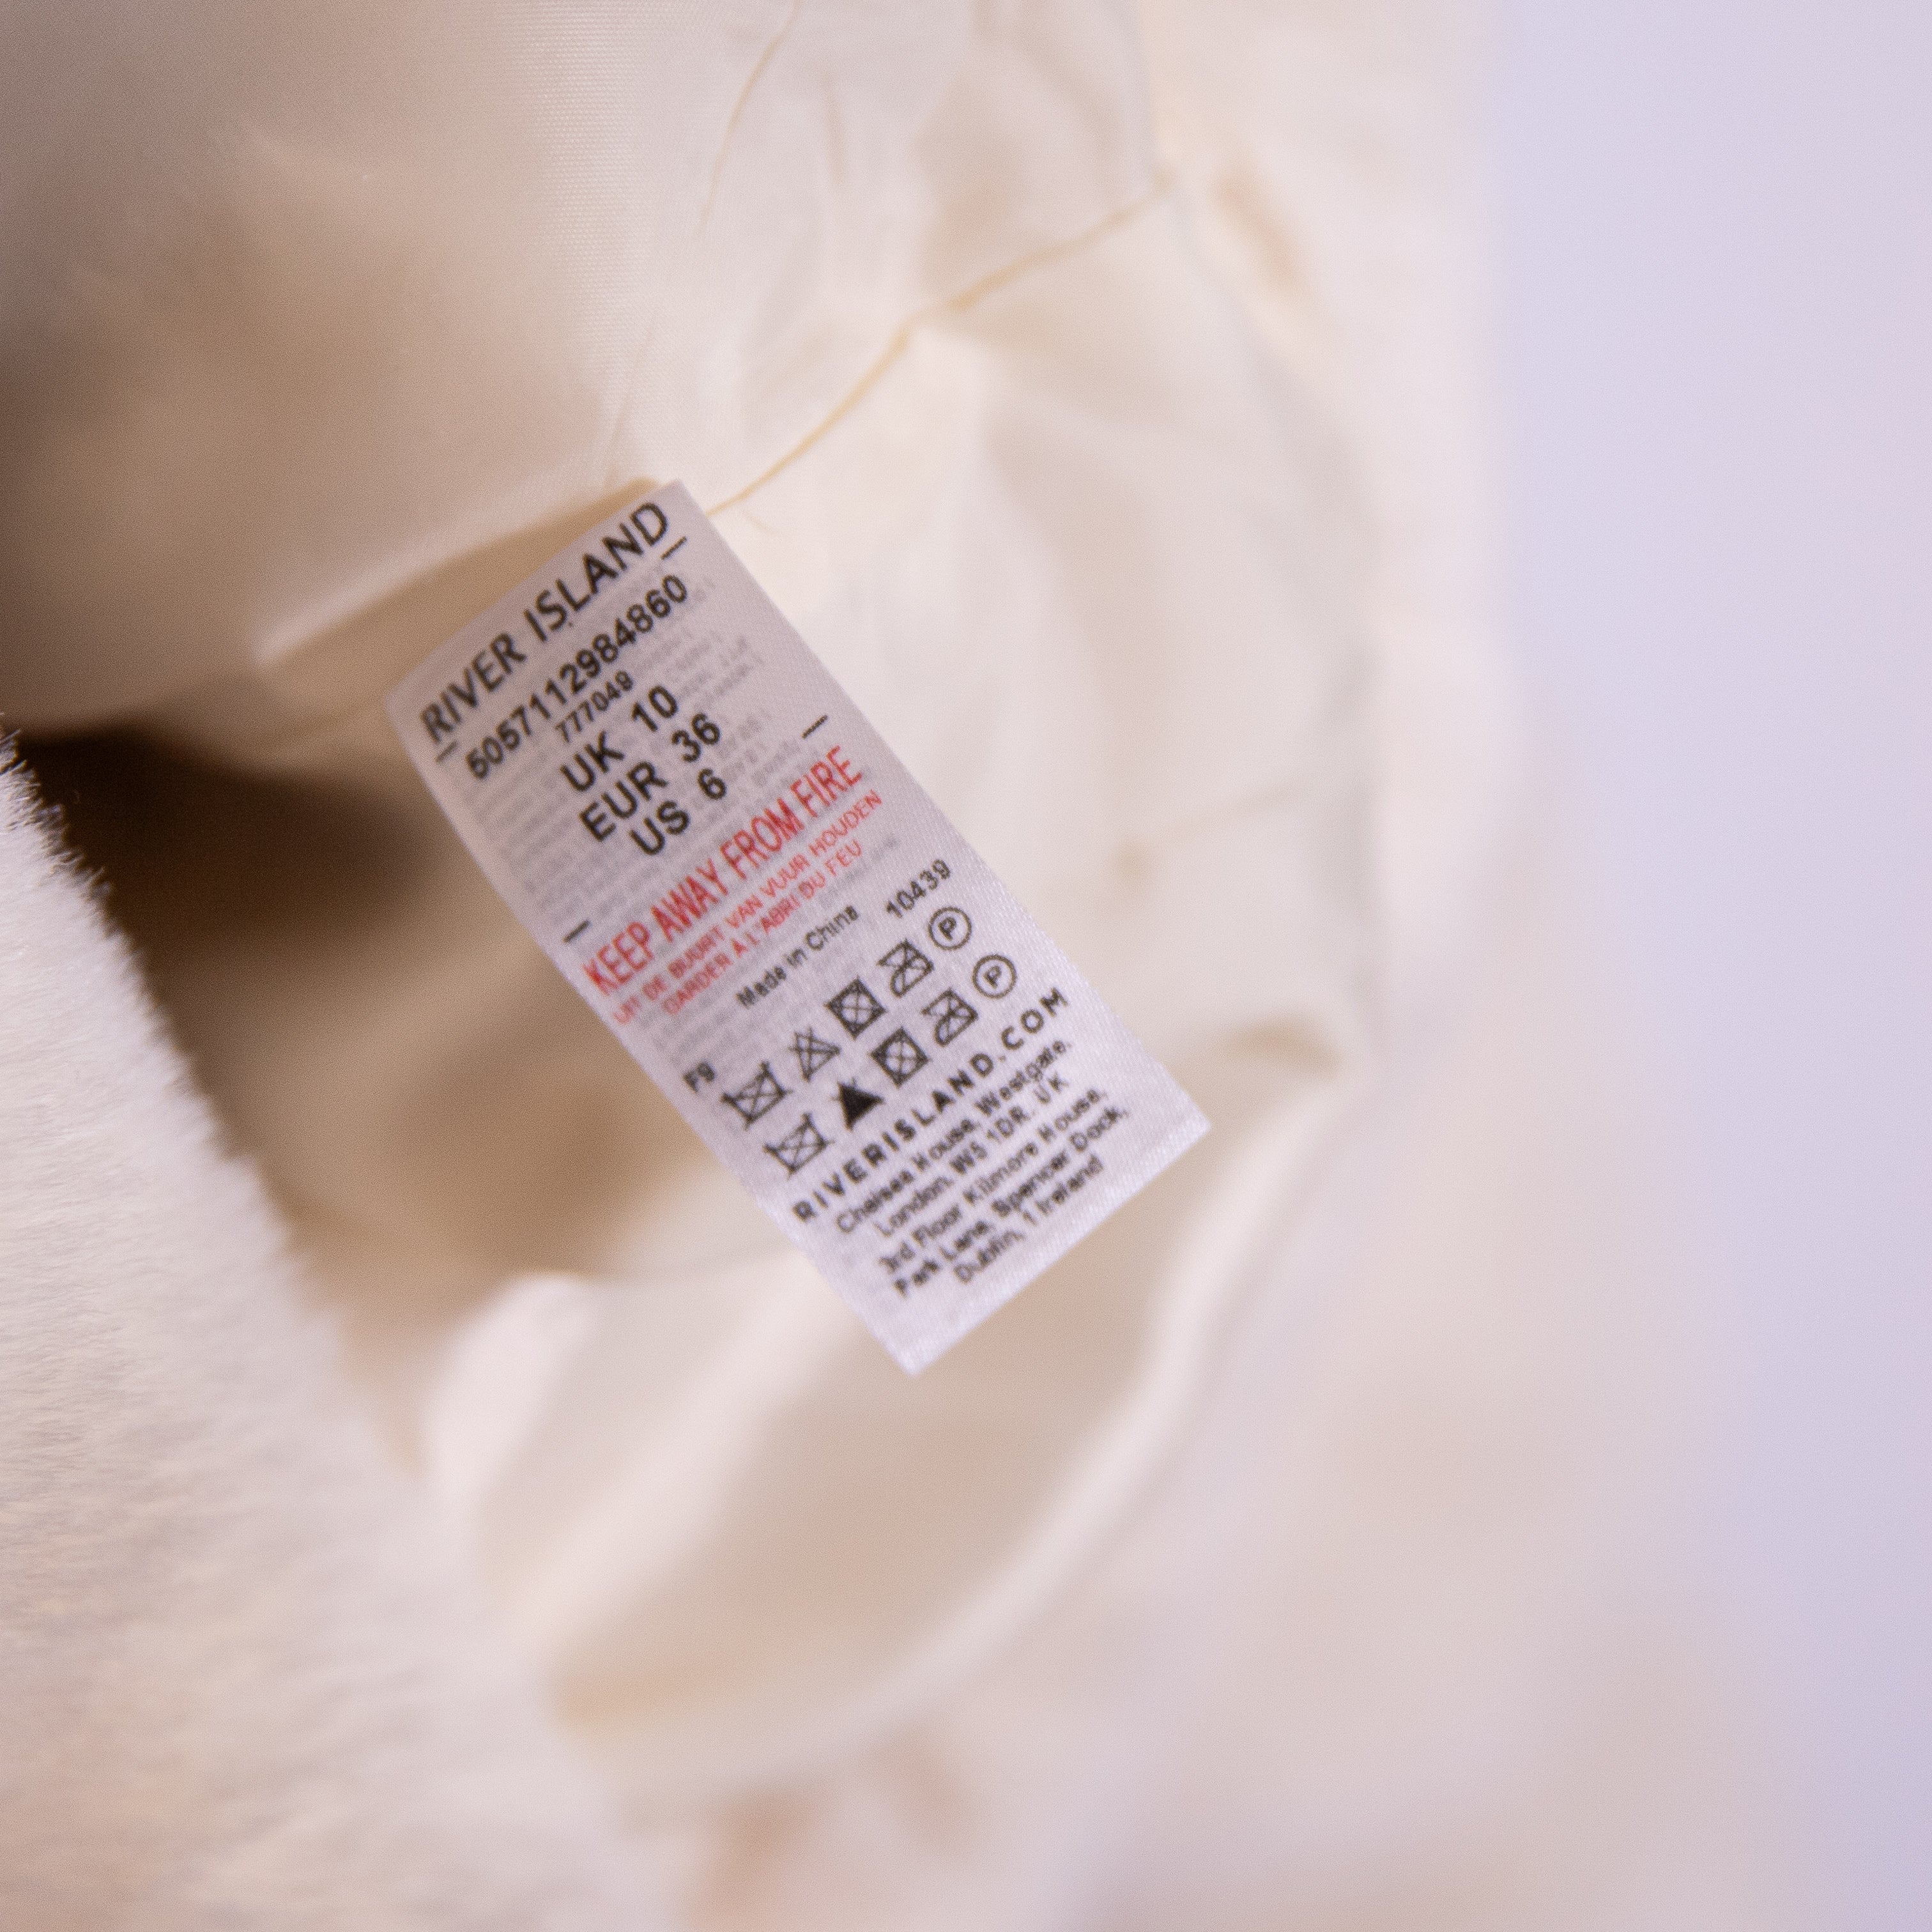 RIVER ISLAND
5057112984860
777049
UK 10
EUR 36
US 6
KEEP AWAY FROM FIRE
UIT DE BUURT VAN VUUR HOUDEN
GARDER À L'ABRI DU FEU
Made in China 10439
F9
P
P
RIVERISLAND.COM
Chelsea House, Westgate,
London. W5 1DR. UK
3rd Floor Kilmore House,
Park Lane, Spencer Dock,
Dublin, 1 Ireland